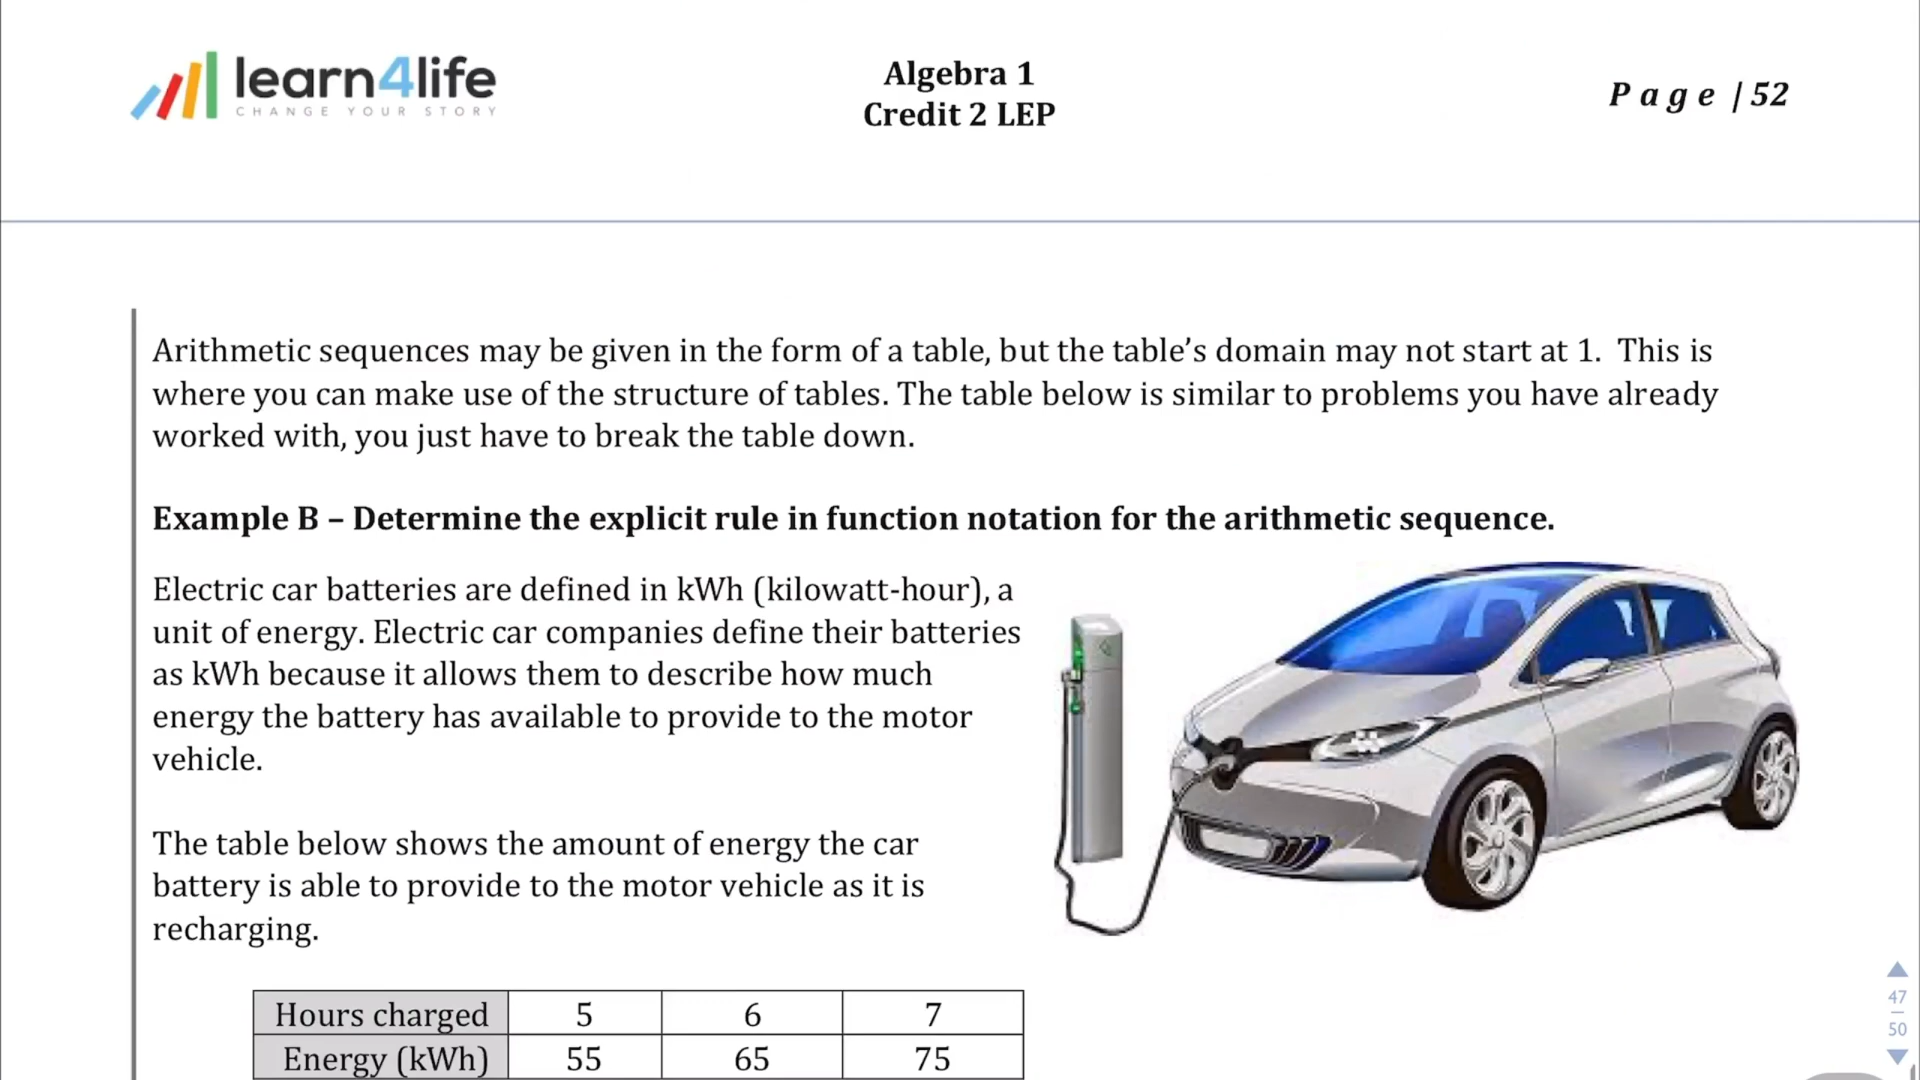 learn4life
CHANGE YOUR STORY
Algebra 1
Credit 2 LEP
Page | 52
Arithmetic sequences may be given in the form of a table, but the table’s domain may not start at 1. This is
where you can make use of the structure of tables. The table below is similar to problems you have already
worked with, you just have to break the table down.
Example B – Determine the explicit rule in function notation for the arithmetic sequence.
Electric car batteries are defined in kWh (kilowatt-hour), a
unit of energy. Electric car companies define their batteries
as kWh because it allows them to describe how much
energy the battery has available to provide to the motor
vehicle.
The table below shows the amount of energy the car
battery is able to provide to the motor vehicle as it is
recharging.
Hours charged 5 6 7
Energy (kWh) 55 65 75
47
50